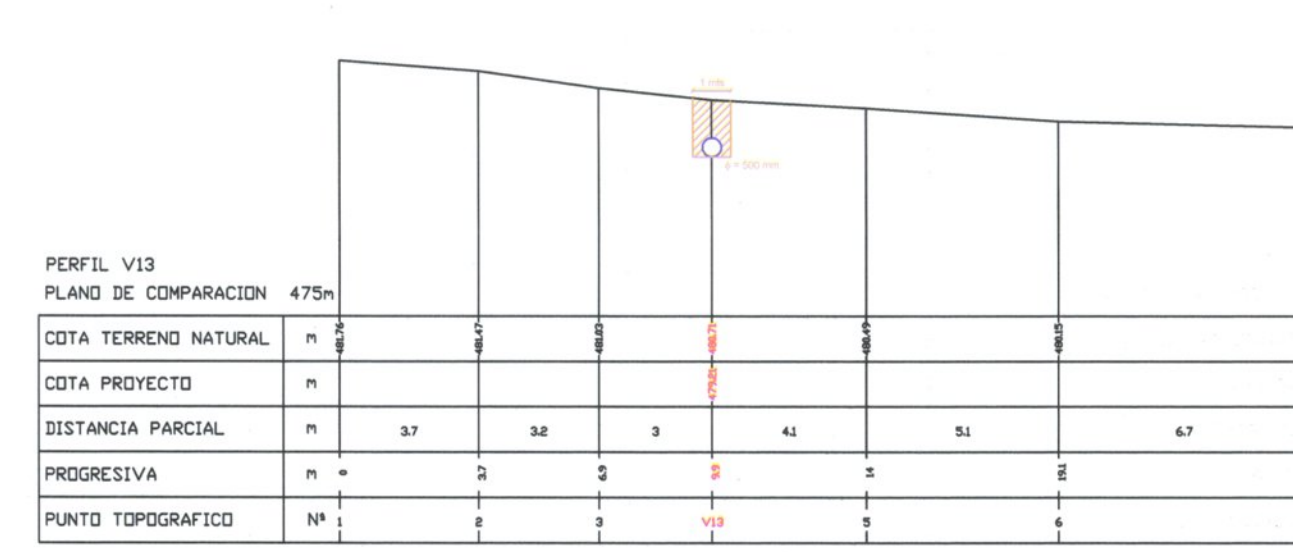 1 mts
ϕ = 500 mm
PERFIL V13
PLANO DE COMPARACION 475m
COTA TERRENO NATURAL m 481.76 481.47 481.03 480.71 480.49 480.15
COTA PROYECTO m 479.21
DISTANCIA PARCIAL m 3.7 3.2 3 4.1 5.1 6.7
PROGRESIVA m 0 3.7 6.9 9.9 14 19.1
PUNTO TOPOGRAFICO Nº 1 2 3 V13 5 6